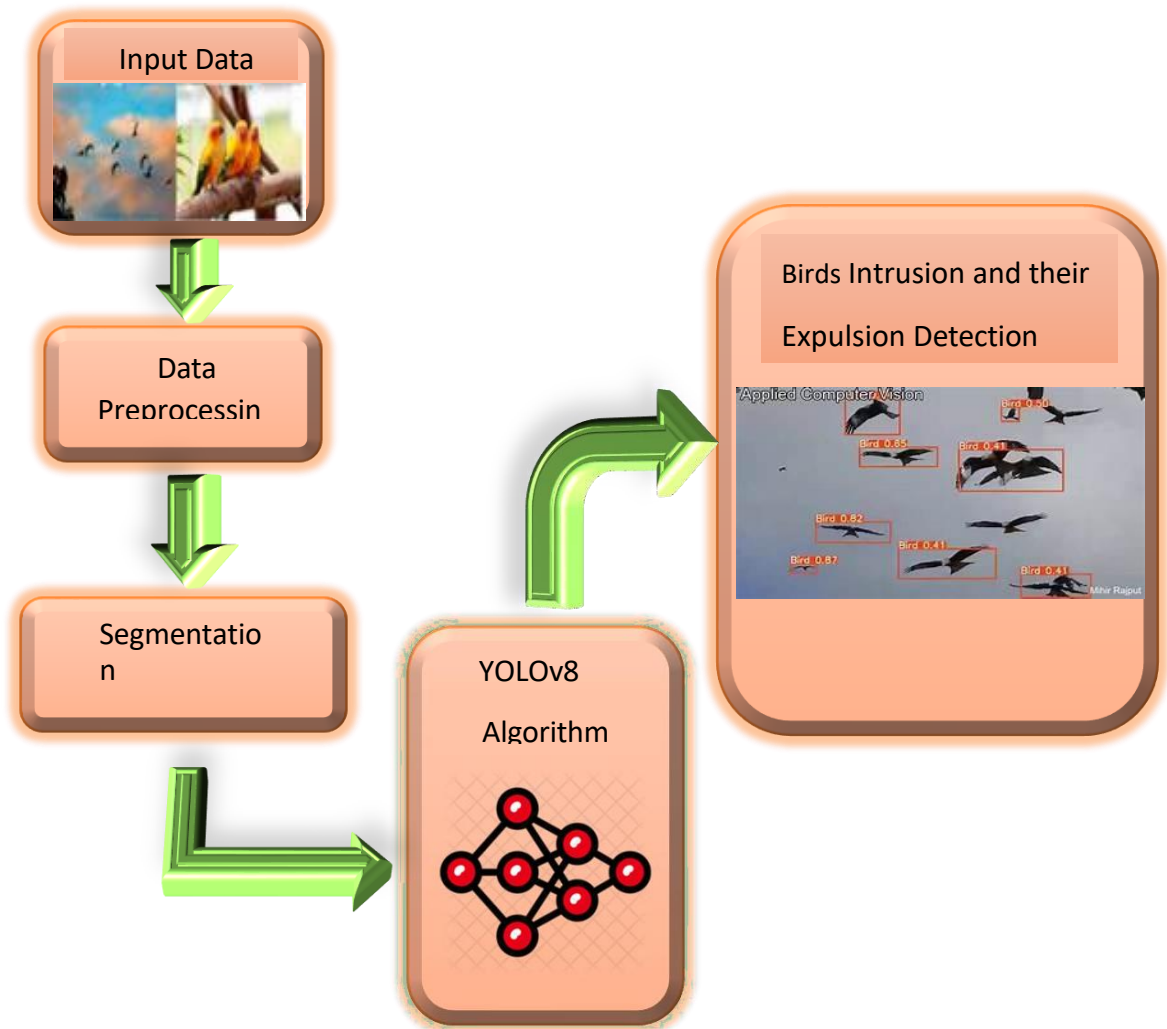 Input Data
Data
Preprocessin
Segmentatio
n
YOLOv8
Algorithm
Birds Intrusion and their
Expulsion Detection
Applied Computer Vision
Bird 0.50
Bird 0.65
Bird 0.41
Bird 0.82
Bird 0.41
Bird 0.87
Bird 0.41
Mihir Rajput